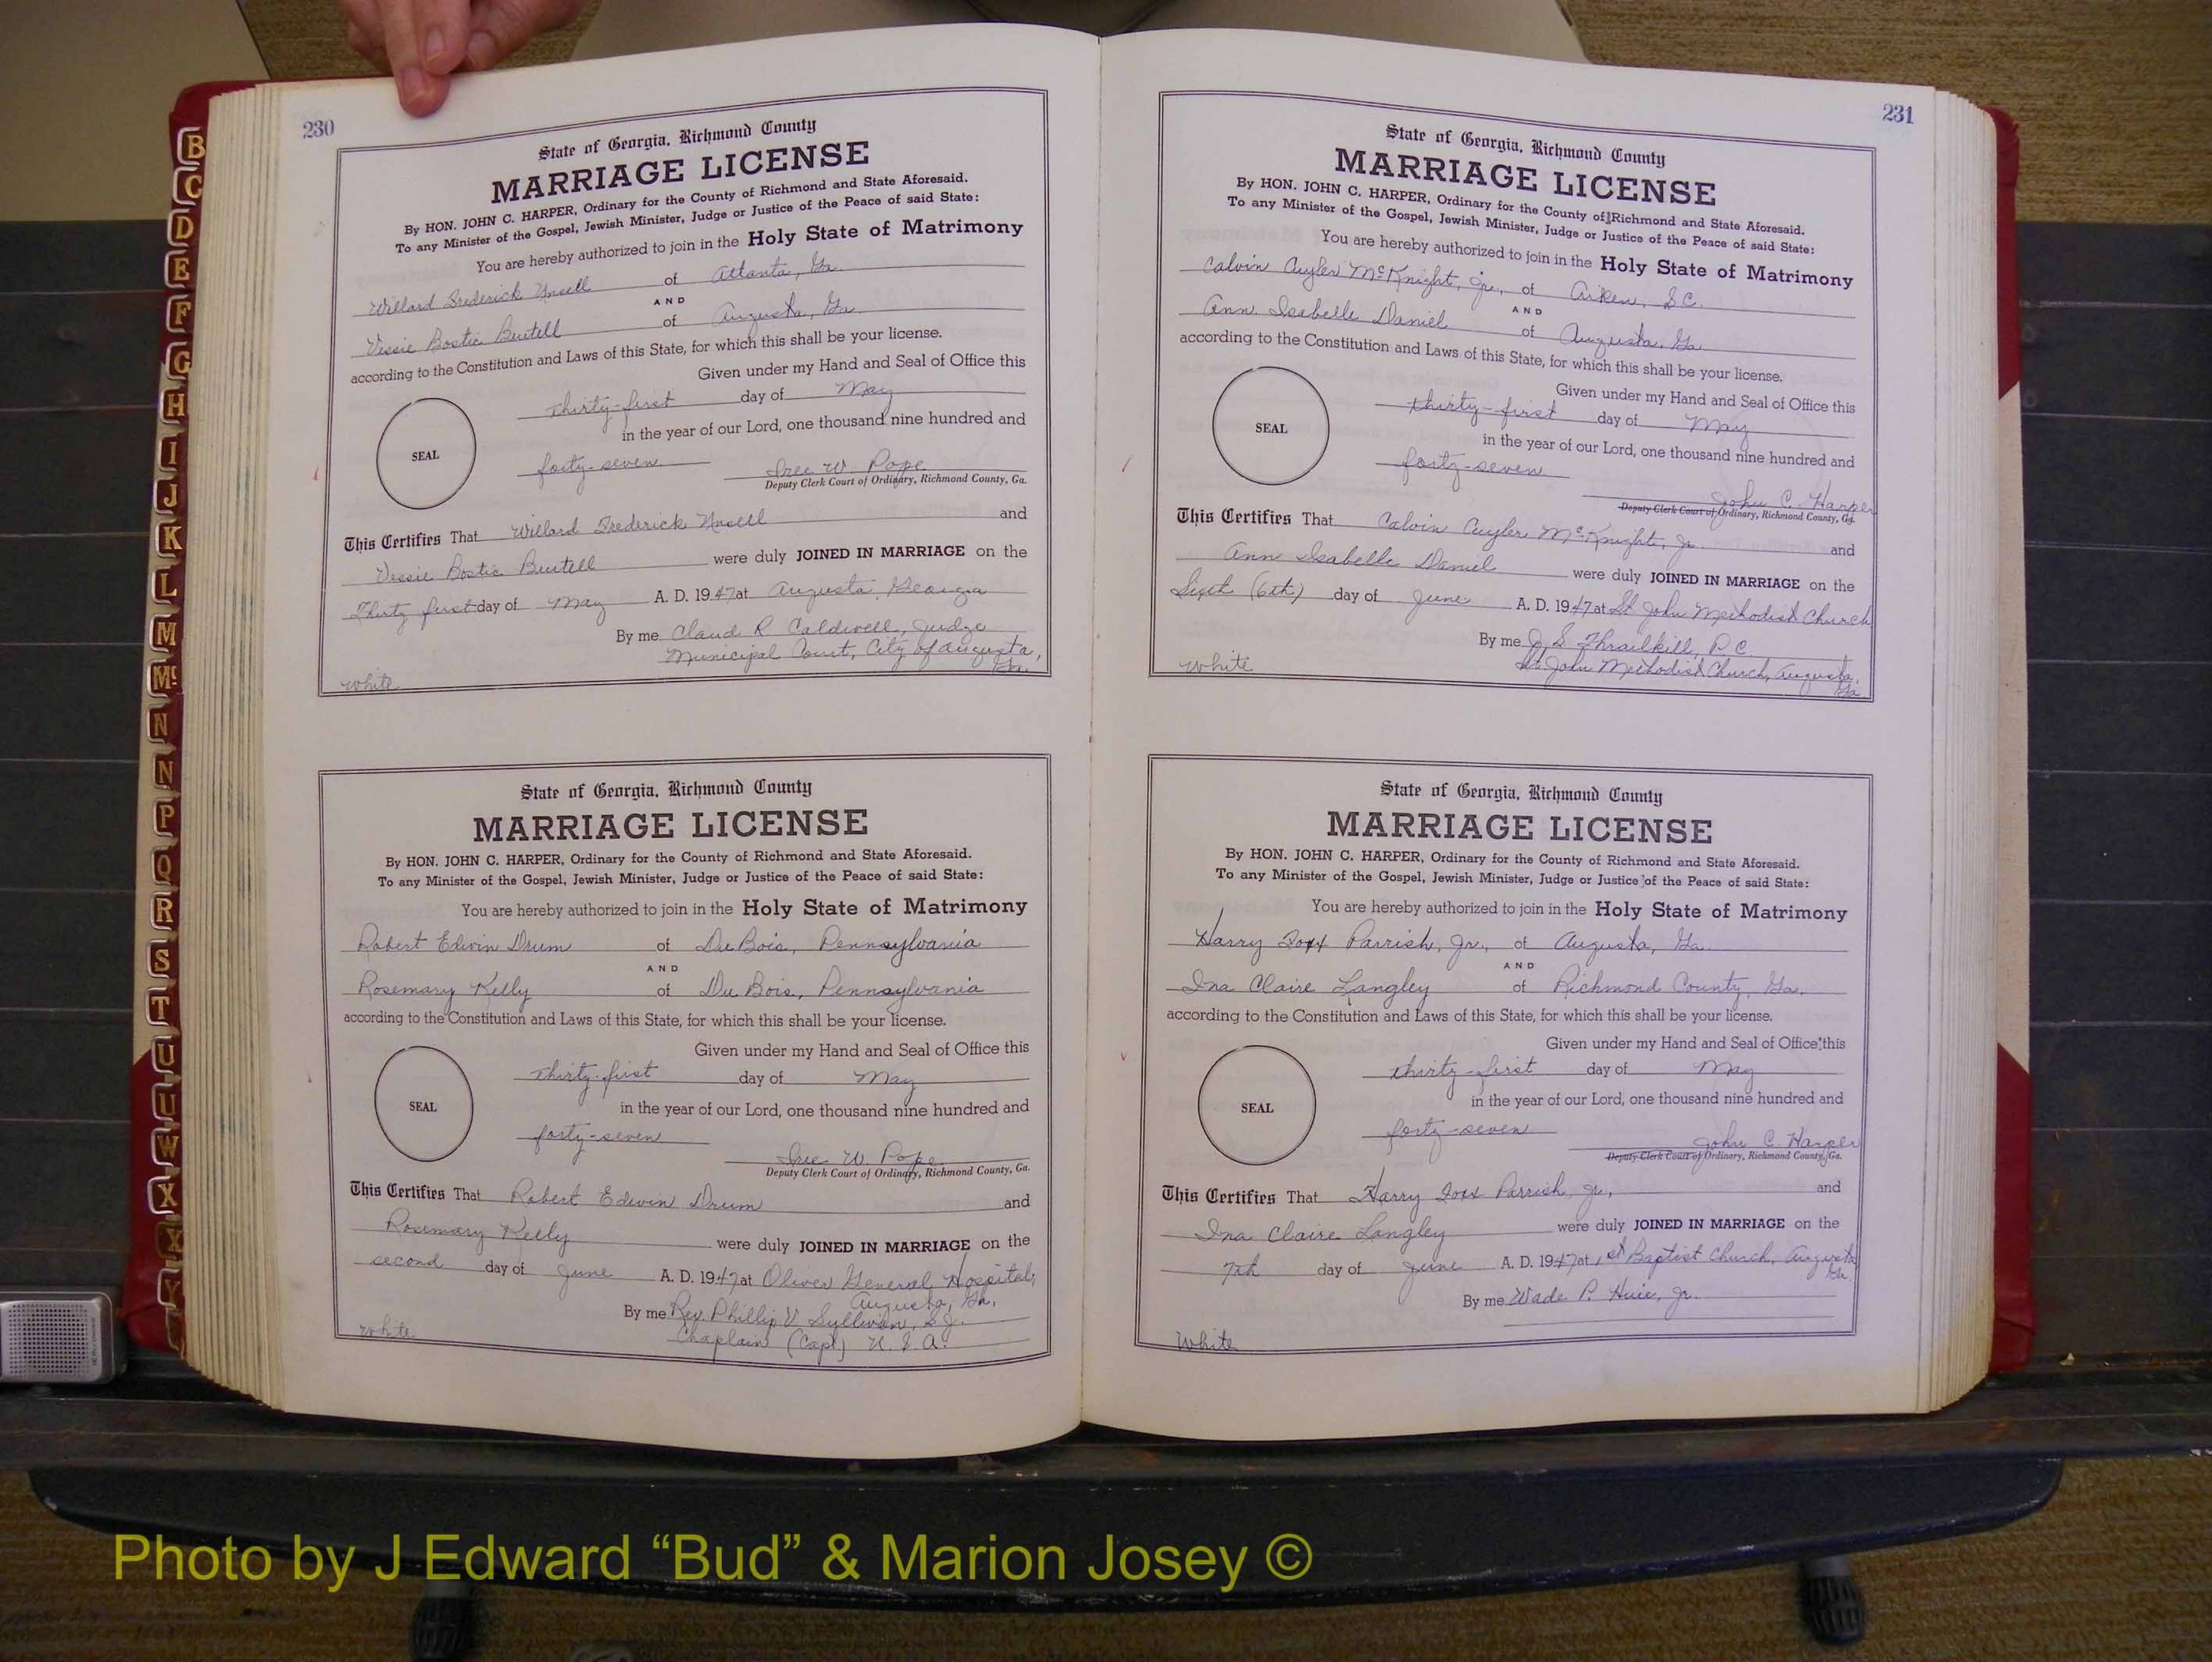 230
State of Georgia, Richmond County
MARRIAGE LICENSE
By HON. JOHN C. HARPER, Ordinary for the County of Richmond and State Aforesaid.
To any Minister of the Gospel, Jewish Minister, Judge or Justice of the Peace of said State:
You are hereby authorized to join in the Holy State of Matrimony
Willard Frederick Unsell of Atlanta, Ga.
AND
Vessie Bostic Beutell of Augusta, Ga.
according to the Constitution and Laws of this State, for which this shall be your license.
Given under my Hand and Seal of Office this
thirty-first day of May
in the year of our Lord, one thousand nine hundred and
SEAL
forty-seven W. Pope
Deputy Clerk Court of Ordinary, Richmond County, Ga.
This Certifies That Willard Frederick Unsell and
Vessie Bostic Beutell were duly JOINED IN MARRIAGE on the
Thirty first day of May A. D. 1947 at Augusta, Georgia
By me Claud R Caldwell, Judge
Municipal Court, City of Augusta,
Ga.
White
State of Georgia, Richmond County
MARRIAGE LICENSE
By HON. JOHN C. HARPER, Ordinary for the County of Richmond and State Aforesaid.
To any Minister of the Gospel, Jewish Minister, Judge or Justice of the Peace of said State:
You are hereby authorized to join in the Holy State of Matrimony
Robert Edwin Drum of Du Bois, Pennsylvania
AND
Rosemary Kelly of Du Bois, Pennsylvania
according to the Constitution and Laws of this State, for which this shall be your license.
Given under my Hand and Seal of Office this
thirty-first day of May
in the year of our Lord, one thousand nine hundred and
SEAL
forty-seven W. Pope
Deputy Clerk Court of Ordinary, Richmond County, Ga.
This Certifies That Robert Edwin Drum and
Rosemary Kelly were duly JOINED IN MARRIAGE on the
second day of June A. D. 1947 at Oliver General Hospital,
Augusta, Ga.
By me Rev. Phillip V Sullivan, S.J.
Chaplain (Capt) U. S. A.
White
231
State of Georgia, Richmond County
MARRIAGE LICENSE
By HON. JOHN C. HARPER, Ordinary for the County of Richmond and State Aforesaid.
To any Minister of the Gospel, Jewish Minister, Judge or Justice of the Peace of said State:
You are hereby authorized to join in the Holy State of Matrimony
Calvin Cuyler McKnight, Jr., of Aiken, S.C.
AND
Ann Isabelle Daniel of Augusta, Ga.
according to the Constitution and Laws of this State, for which this shall be your license.
Given under my Hand and Seal of Office this
thirty-first day of May
in the year of our Lord, one thousand nine hundred and
SEAL
forty-seven John C. Harper
Deputy Clerk Court of Ordinary, Richmond County, Ga.
This Certifies That Calvin Cuyler McKnight, Jr. and
Ann Isabelle Daniel were duly JOINED IN MARRIAGE on the
Sixth (6th) day of June A. D. 1947 at St John Methodist Church
By me J. S. Thrailkill, P.C.
St. John Methodist Church, Augusta,
Ga.
White
State of Georgia, Richmond County
MARRIAGE LICENSE
By HON. JOHN C. HARPER, Ordinary for the County of Richmond and State Aforesaid.
To any Minister of the Gospel, Jewish Minister, Judge or Justice of the Peace of said State:
You are hereby authorized to join in the Holy State of Matrimony
Harry Parrish, Jr., of Augusta, Ga.
AND
Ina Claire Langley of Richmond County, Ga.
according to the Constitution and Laws of this State, for which this shall be your license.
Given under my Hand and Seal of Office this
thirty-first day of May
in the year of our Lord, one thousand nine hundred and
SEAL
forty-seven John C. Harper
Deputy Clerk Court of Ordinary, Richmond County, Ga.
This Certifies That Harry Parrish, Jr., and
Ina Claire Langley were duly JOINED IN MARRIAGE on the
7th day of June A. D. 1947 at 1st Baptist Church, Augusta
Ga.
By me Wade P. Huie, Jr.
White
B
C
D
E
F
G
H
I
J
K
L
M
Mc
N
N
P
Q
R
S
T
U
U
W
X
X
Y
Photo by J Edward “Bud” & Marion Josey ©